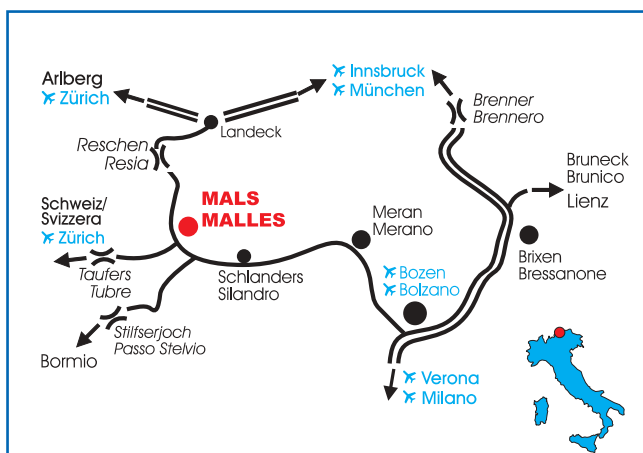 Arlberg
Zürich
Innsbruck
München
Brenner
Brennero
Landeck
Reschen
Resia
Bruneck
Brunico
Lienz
Schweiz/
Svizzera
Zürich
MALS
MALLES
Meran
Merano
Brixen
Bressanone
Taufers
Tubre
Schlanders
Silandro
Bozen
Bolzano
Stilfserjoch
Passo Stelvio
Bormio
Verona
Milano